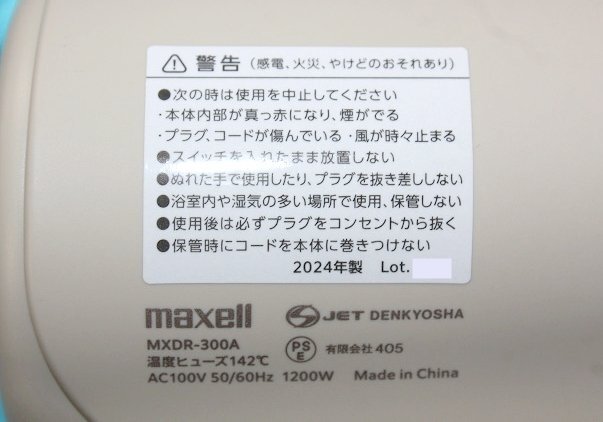 ⚠ 警告 (感電、火災、やけどのおそれあり)
●次の時は使用を中止してください
・本体内部が真っ赤になり、煙がでる
・プラグ、コードが傷んでいる ・風が時々止まる
●スイッチを入れたまま放置しない
●ぬれた手で使用したり、プラグを抜き差ししない
●浴室内や湿気の多い場所で使用、保管しない
●使用後は必ずプラグをコンセントから抜く
●保管時にコードを本体に巻きつけない
2024年製 Lot.
maxell JET DENKYOSHA
MXDR-300A PSE 有限会社405
温度ヒューズ142℃
AC100V 50/60Hz 1200W Made in China